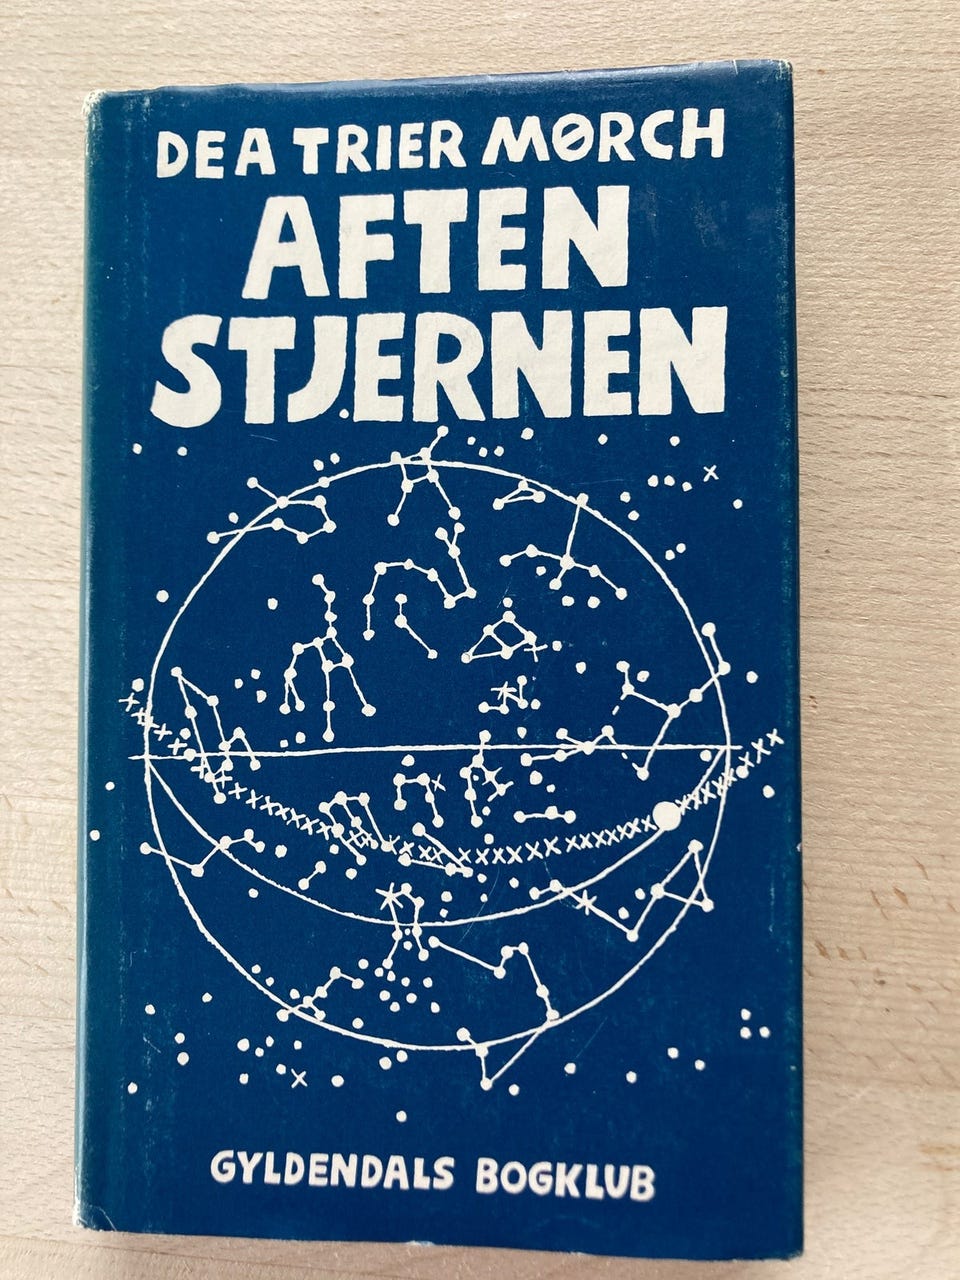 DEA TRIER MØRCH
AFTEN
STJERNEN
GYLDENDALS BOGKLUB